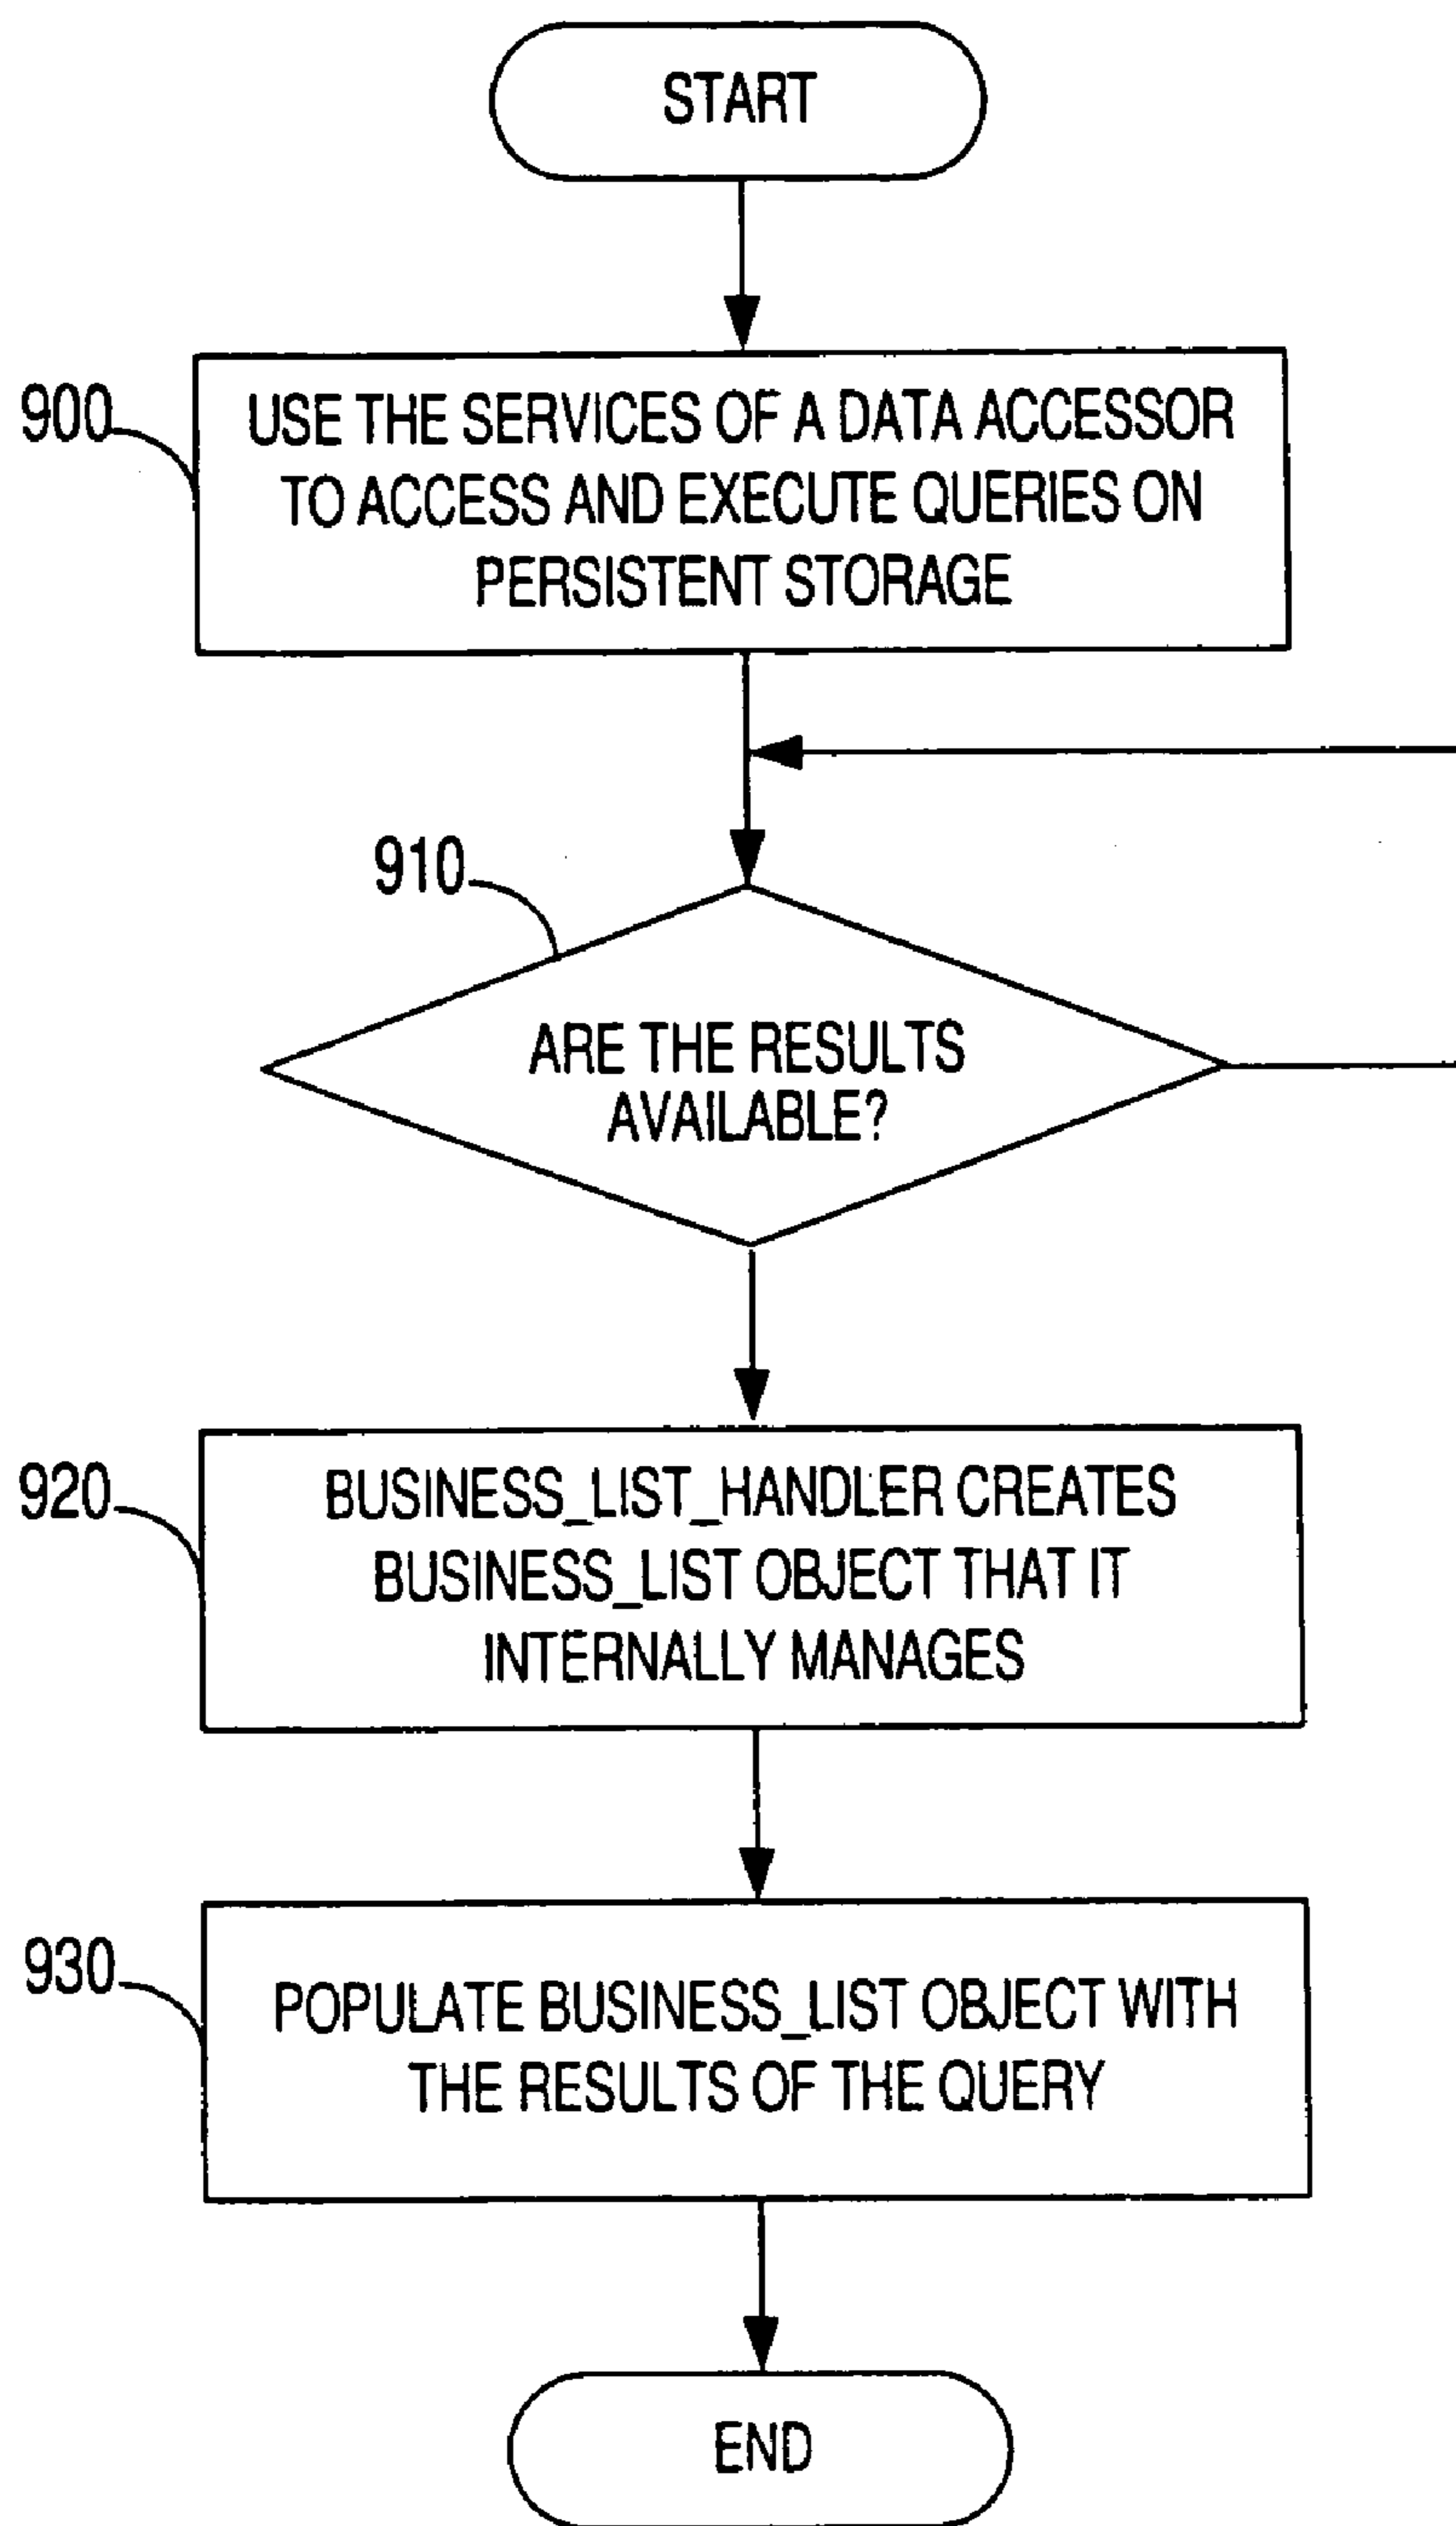 START
900
USE THE SERVICES OF A DATA ACCESSOR
TO ACCESS AND EXECUTE QUERIES ON
PERSISTENT STORAGE
910
ARE THE RESULTS
AVAILABLE?
920
BUSINESS_LIST_HANDLER CREATES
BUSINESS_LIST OBJECT THAT IT
INTERNALLY MANAGES
930
POPULATE BUSINESS_LIST OBJECT WITH
THE RESULTS OF THE QUERY
END